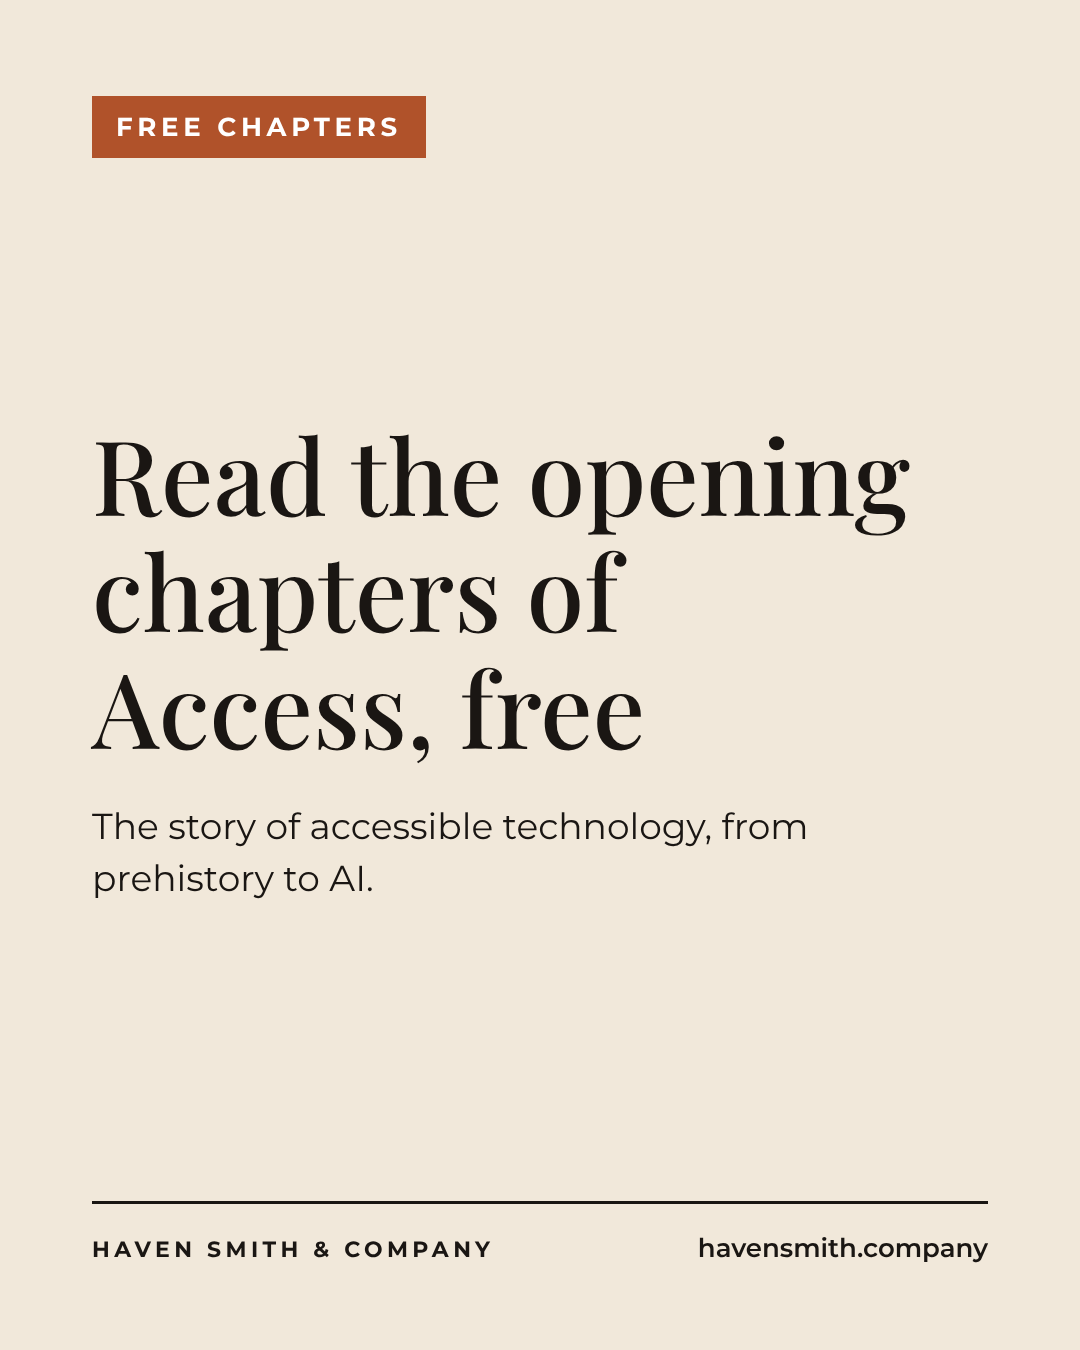 FREE CHAPTERS
Read the opening
chapters of
Access, free
The story of accessible technology, from
prehistory to AI.
HAVEN SMITH & COMPANY
havensmith.company